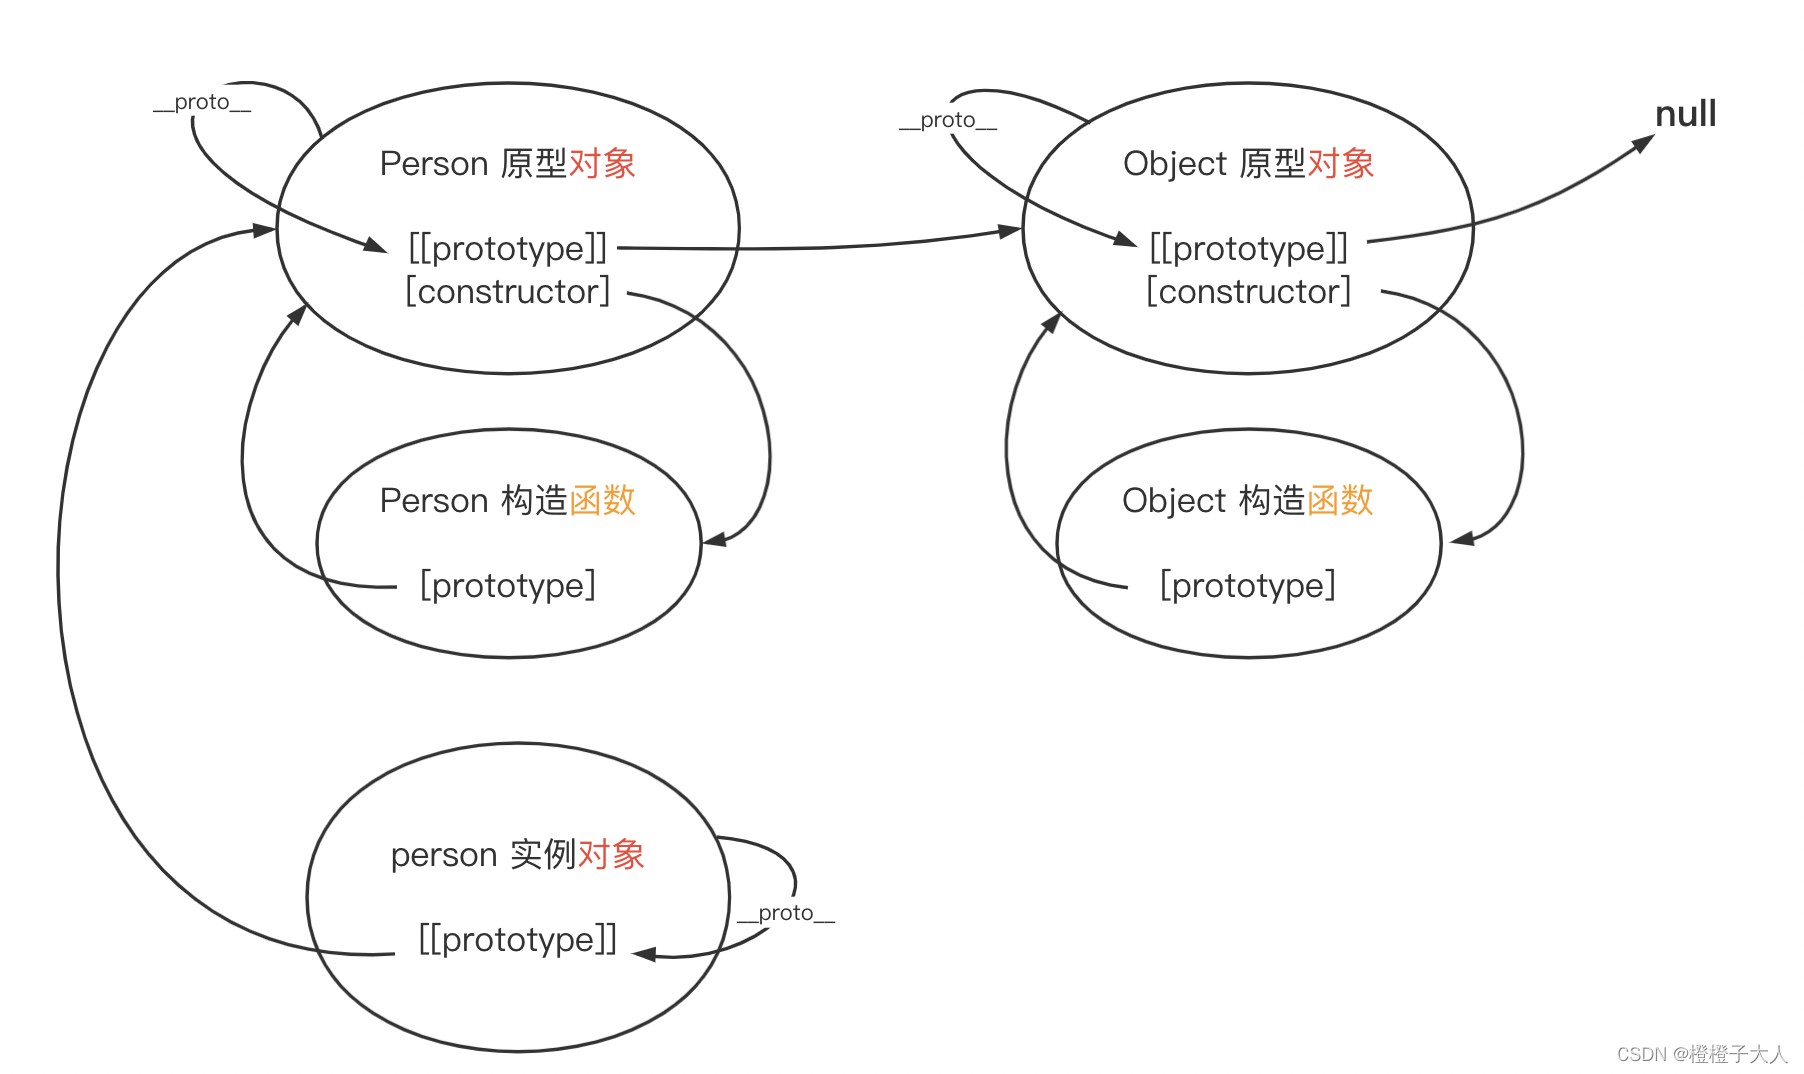 __proto__
Person 原型对象
[[prototype]]
[constructor]
__proto__
Object 原型对象
[[prototype]]
[constructor]
null
Person 构造函数
[prototype]
Object 构造函数
[prototype]
person 实例对象
[[prototype]]
__proto__
CSDN @橙橙子大人